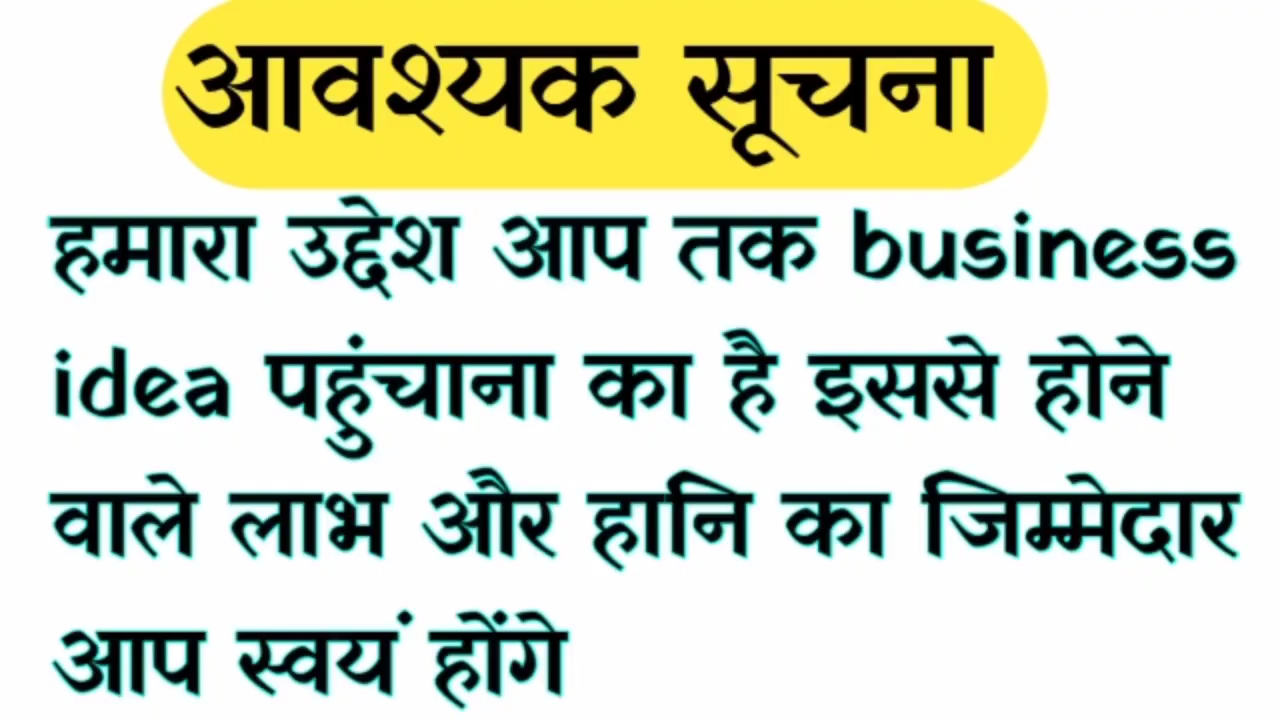 आवश्यक सूचना
हमारा उद्देश आप तक business
idea पहुंचाना का है इससे होने
वाले लाभ और हानि का जिम्मेदार
आप स्वयं होंगे